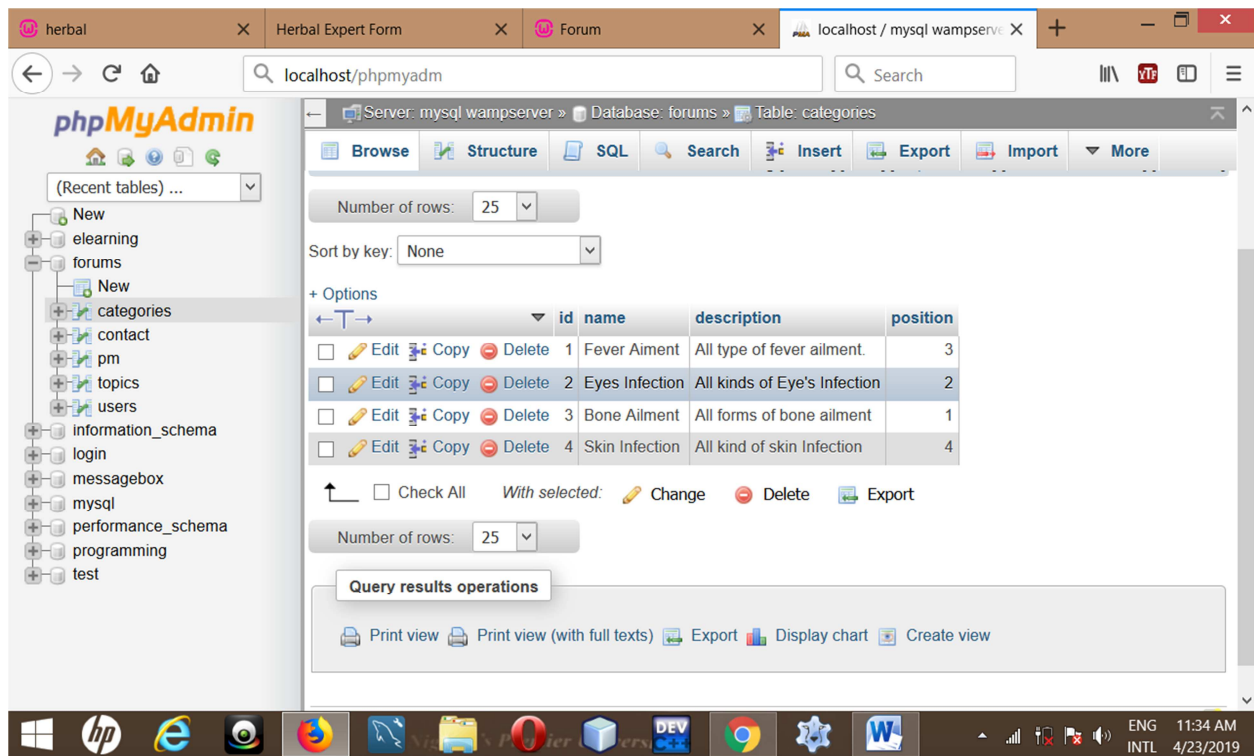 herbal
Herbal Expert Form
Forum
localhost / mysql wampserve
localhost/phpmyadm
Search
YTF
phpMyAdmin
(Recent tables) ...
New
elearning
forums
New
categories
contact
pm
topics
users
information_schema
login
messagebox
mysql
performance_schema
programming
test
Server: mysql wampserver » Database: forums » Table: categories
Browse Structure SQL Search Insert Export Import More
Number of rows: 25
Sort by key: None
+ Options
id name description position
Edit Copy Delete 1 Fever Aiment All type of fever ailment. 3
Edit Copy Delete 2 Eyes Infection All kinds of Eye's Infection 2
Edit Copy Delete 3 Bone Ailment All forms of bone ailment 1
Edit Copy Delete 4 Skin Infection All kind of skin Infection 4
Check All With selected: Change Delete Export
Number of rows: 25
Query results operations
Print view Print view (with full texts) Export Display chart Create view
hp
DEV
C++
W
ENG 11:34 AM
INTL 4/23/2019